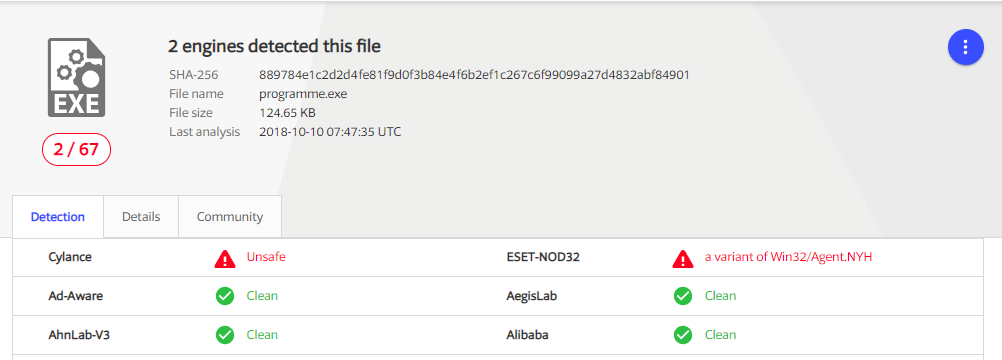 2 engines detected this file
SHA-256 889784e1c2d2d4fe81f9d0f3b84e4f6b2ef1c267c6f99099a27d4832abf84901
File name programme.exe
File size 124.65 KB
Last analysis 2018-10-10 07:47:35 UTC
EXE
2 / 67
Detection Details Community
Cylance Unsafe ESET-NOD32 a variant of Win32/Agent.NYH
Ad-Aware Clean AegisLab Clean
AhnLab-V3 Clean Alibaba Clean